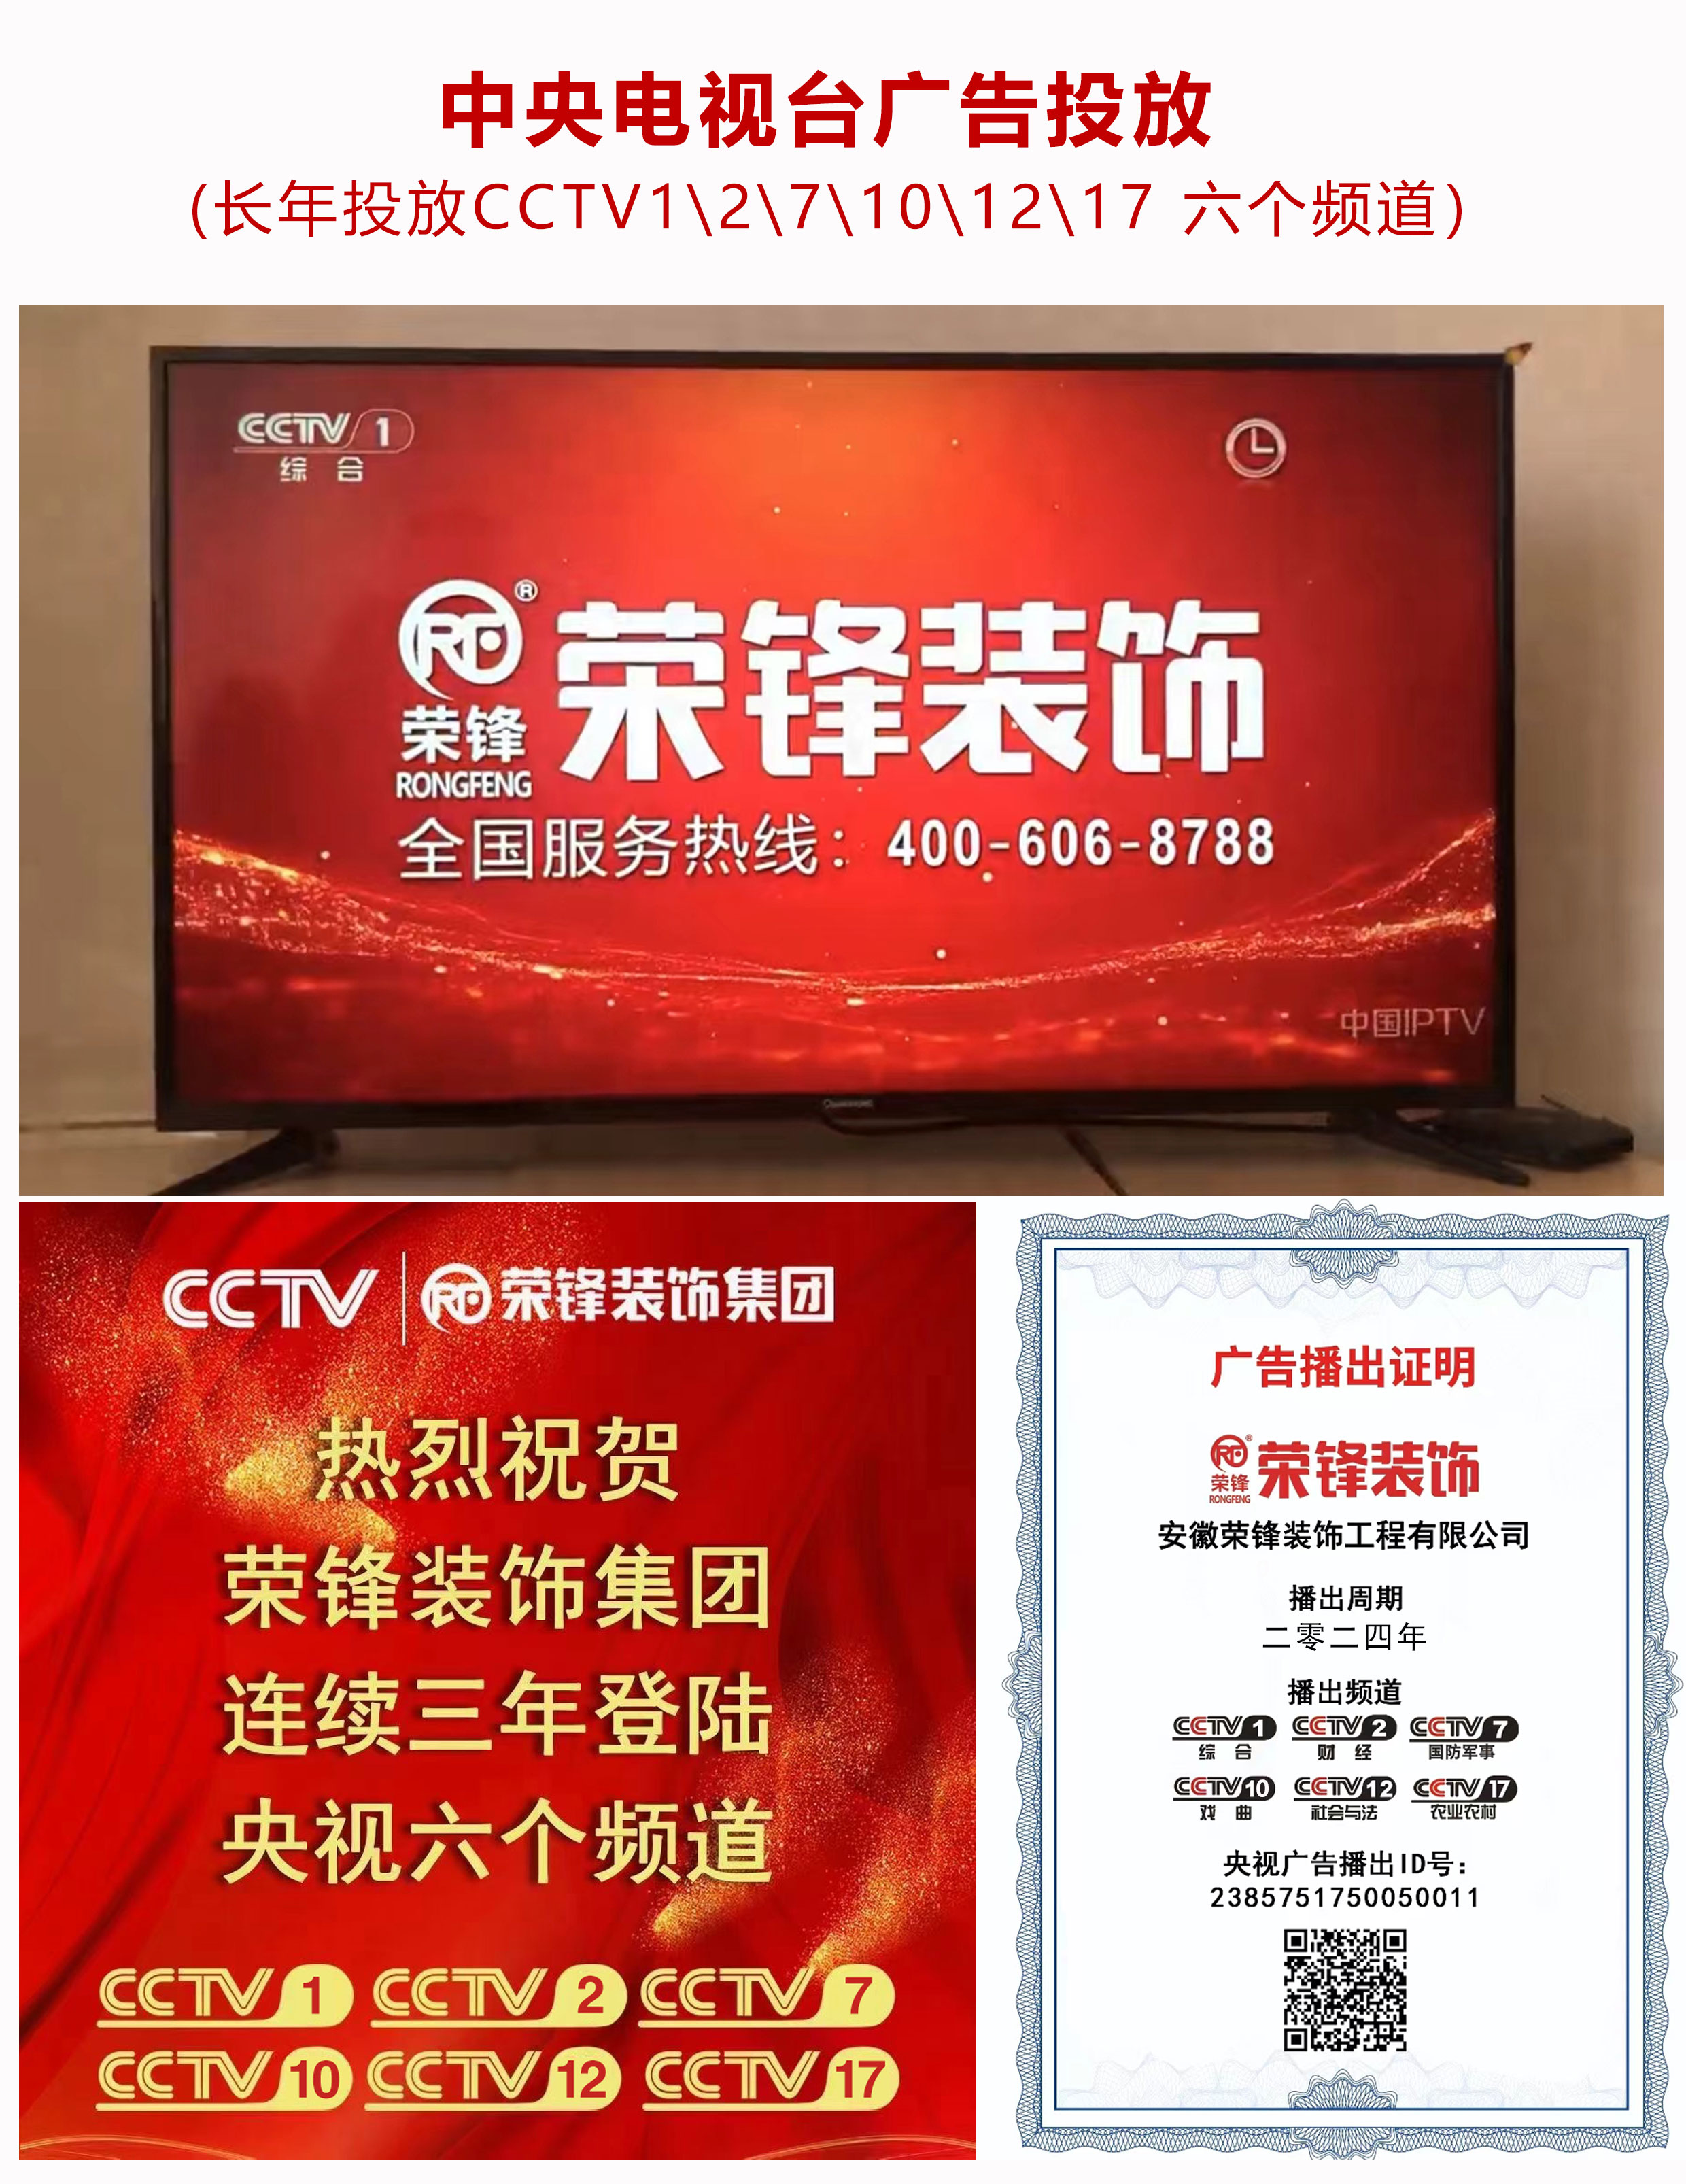 中央电视台广告投放
(长年投放CCTV1\2\7\10\12\17 六个频道)
CCTV 1
综 合
®
荣锋装饰
荣锋
RONGFENG
全国服务热线：400-606-8788
中国IPTV
CCTV 荣锋装饰集团
热烈祝贺
荣锋装饰集团
连续三年登陆
央视六个频道
CCTV 1 CCTV 2 CCTV 7
CCTV 10 CCTV 12 CCTV 17
广告播出证明
®
荣锋装饰
荣锋
RONGFENG
安徽荣锋装饰工程有限公司
播出周期
二零二四年
播出频道
CCTV 1 CCTV 2 CCTV 7
综 合 财 经 国防军事
CCTV 10 CCTV 12 CCTV 17
戏 曲 社会与法 农业农村
央视广告播出ID号：
2385751750050011